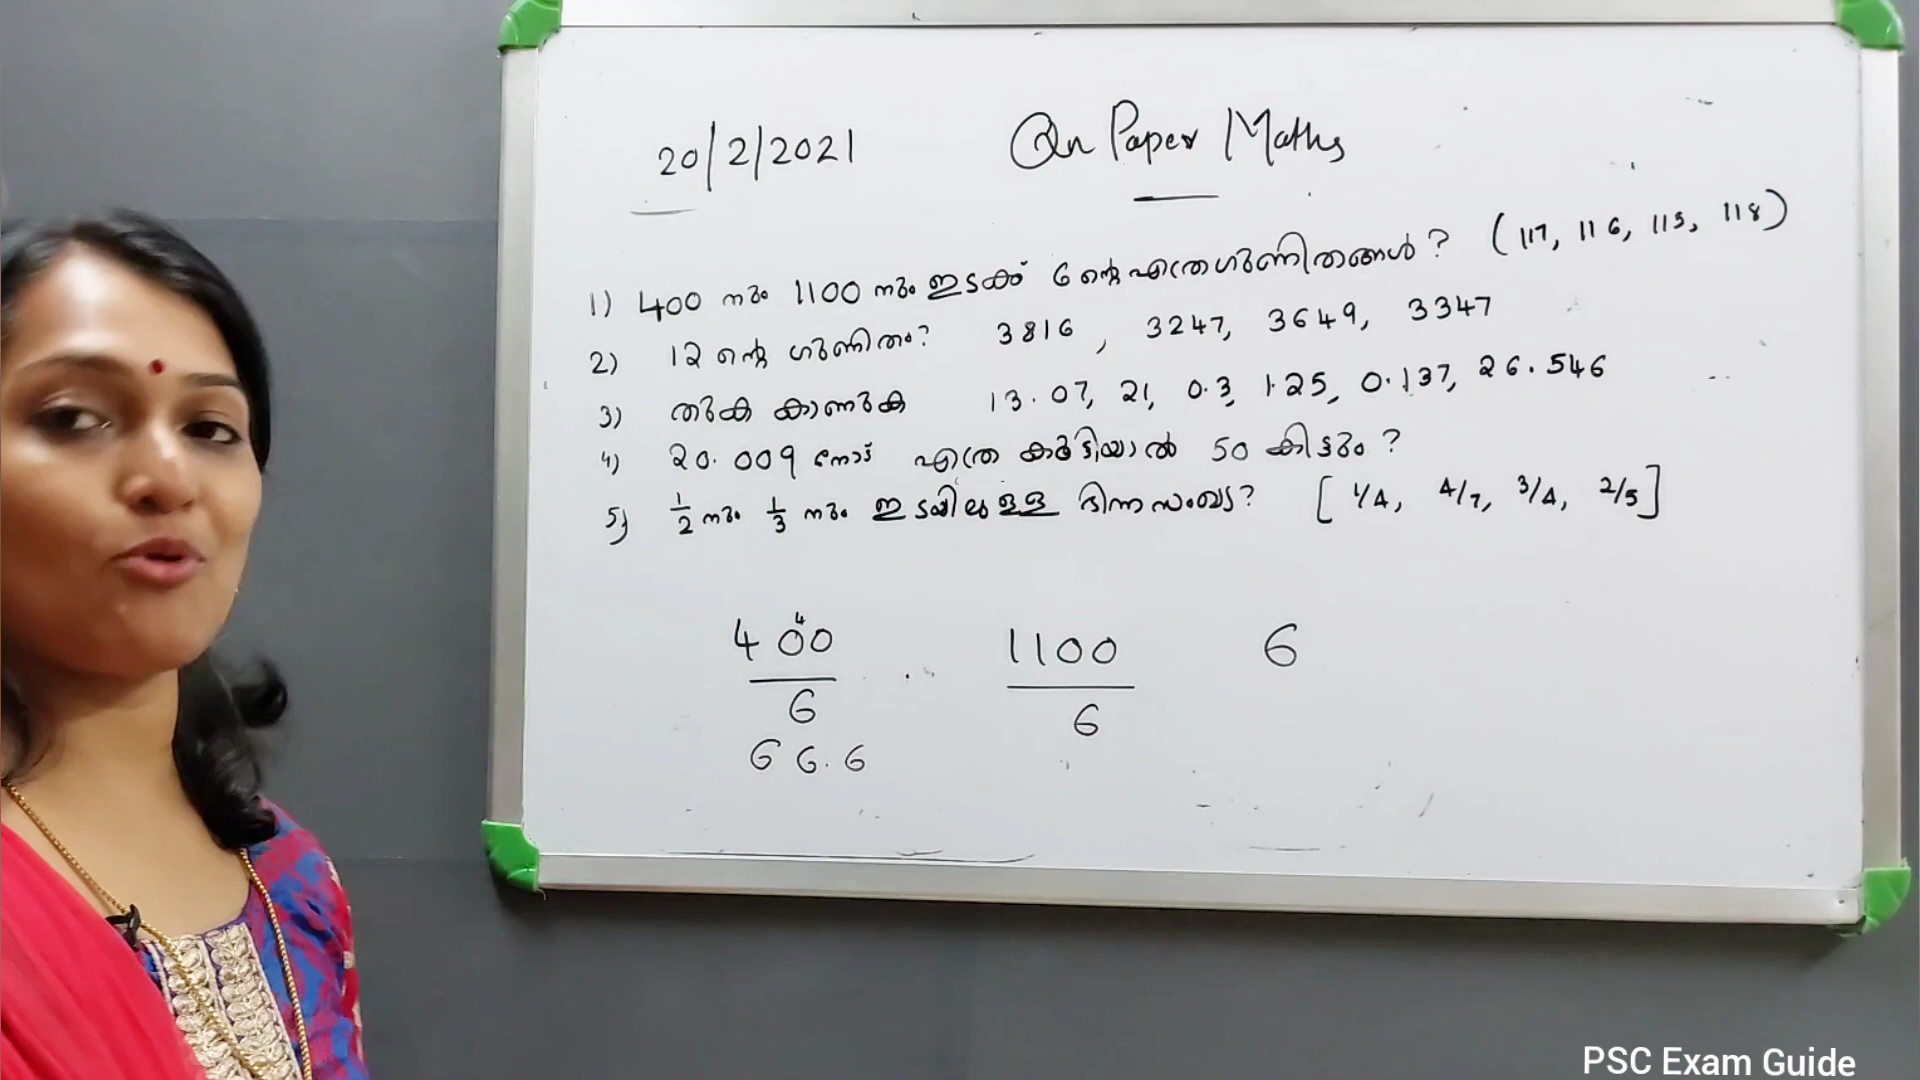 20/2/2021 Qn Paper Maths
1) 400 നും 1100 നും ഇടക്ക് 6 ന്റെ എത്ര ഗുണിതങ്ങൾ? (117, 116, 115, 118)
2) 12 ന്റെ ഗുണിതം? 3816, 3247, 3649, 3347
3) തുക കാണുക 13.07, 21, 0.3, 1.25, 0.137, 26.546
4) 20.009 നോട് എത്ര കൂട്ടിയാൽ 50 കിട്ടും?
5) 1/2 നും 1/3 നും ഇടയിലുള്ള ഭിന്നസംഖ്യ? [1/4, 4/7, 3/4, 2/5]
4
400 1100 6
6 6
66.6
PSC Exam Guide